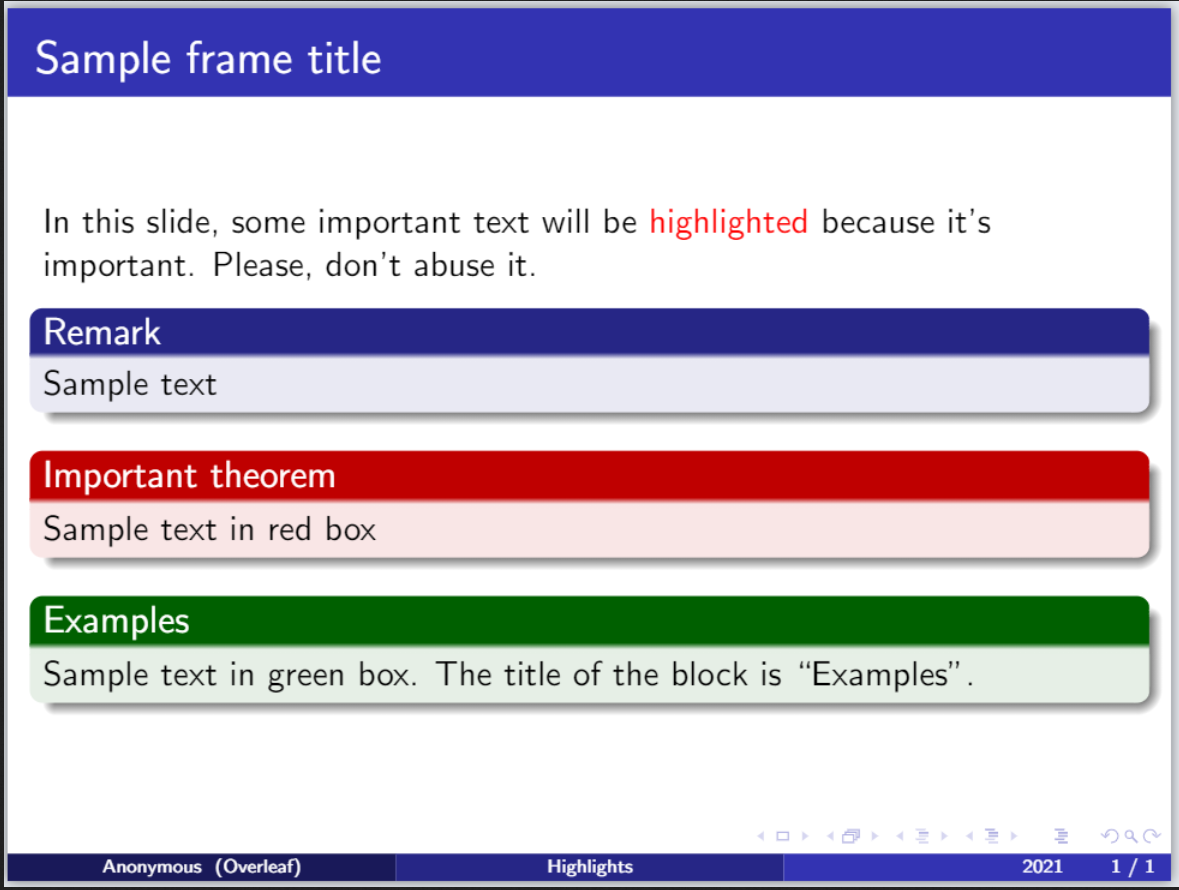 Sample frame title
In this slide, some important text will be highlighted because it's
important. Please, don't abuse it.
Remark
Sample text
Important theorem
Sample text in red box
Examples
Sample text in green box. The title of the block is “Examples”.
Anonymous (Overleaf) Highlights 2021 1 / 1